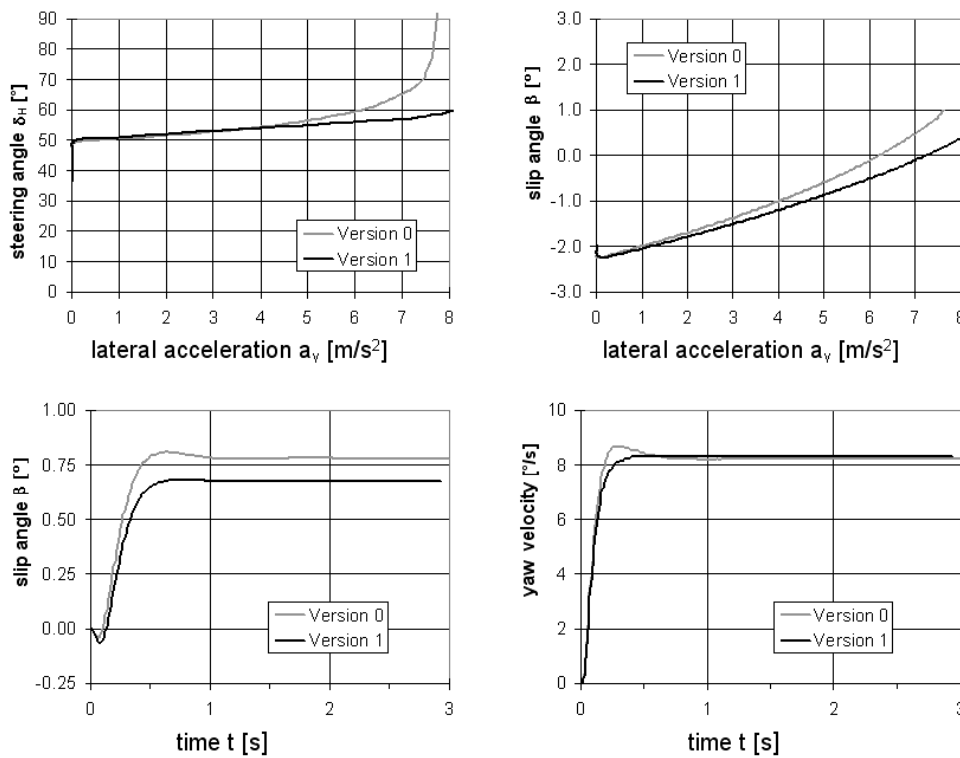 90
80
70
60
50
40
30
20
10
0
steering angle δH [°]
Version 0
Version 1
0 1 2 3 4 5 6 7 8
lateral acceleration ay [m/s²]
3.0
2.0
1.0
0.0
-1.0
-2.0
-3.0
slip angle β [°]
Version 0
Version 1
0 1 2 3 4 5 6 7 8
lateral acceleration ay [m/s²]
1.00
0.75
0.50
0.25
0.00
-0.25
slip angle β [°]
Version 0
Version 1
0 1 2 3
time t [s]
10
8
6
4
2
0
yaw velocity [°/s]
Version 0
Version 1
0 1 2 3
time t [s]